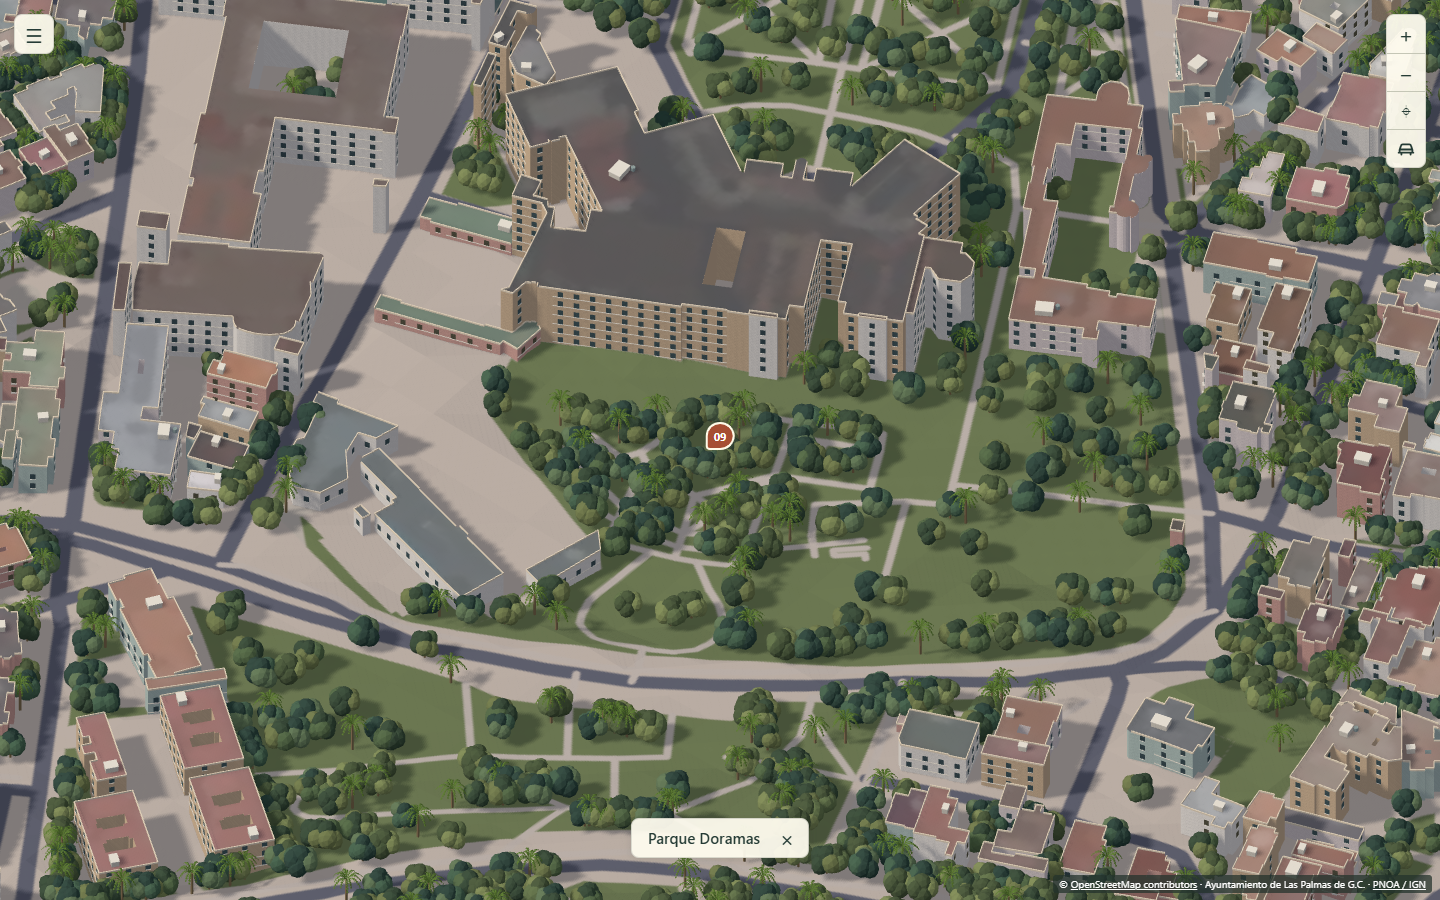 09
Parque Doramas ×
© OpenStreetMap contributors · Ayuntamiento de Las Palmas de G.C. · PNOA / IGN